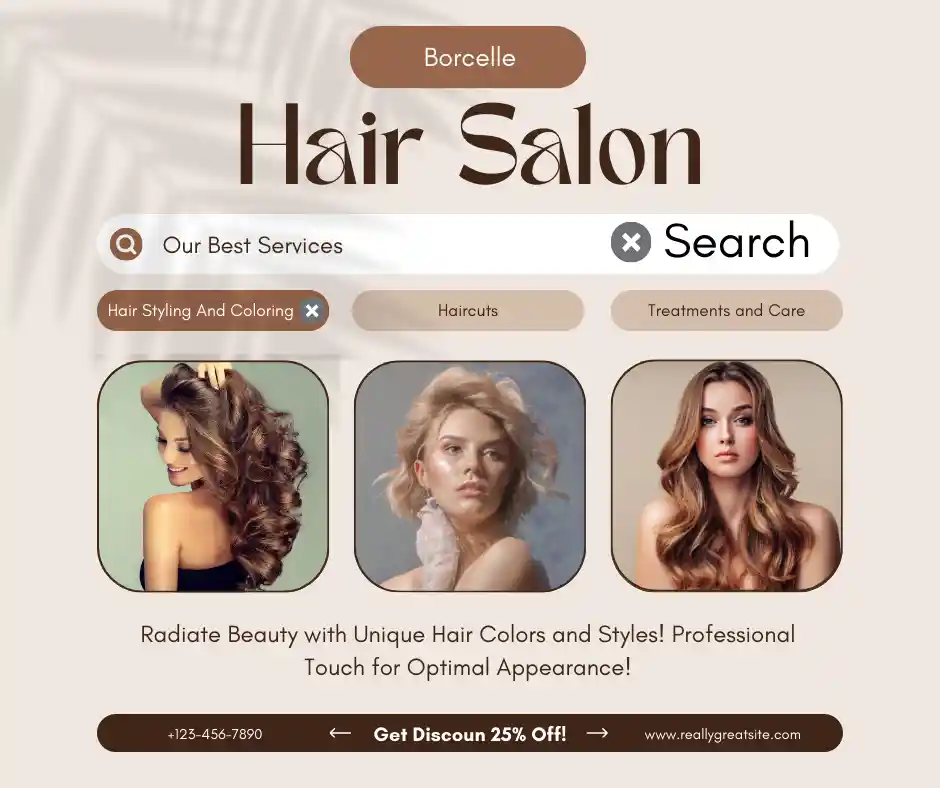 Borcelle
Hair Salon
Our Best Services
Search
Hair Styling And Coloring
Haircuts
Treatments and Care
Radiate Beauty with Unique Hair Colors and Styles! Professional
Touch for Optimal Appearance!
+123-456-7890
Get Discoun 25% Off!
www.reallygreatsite.com